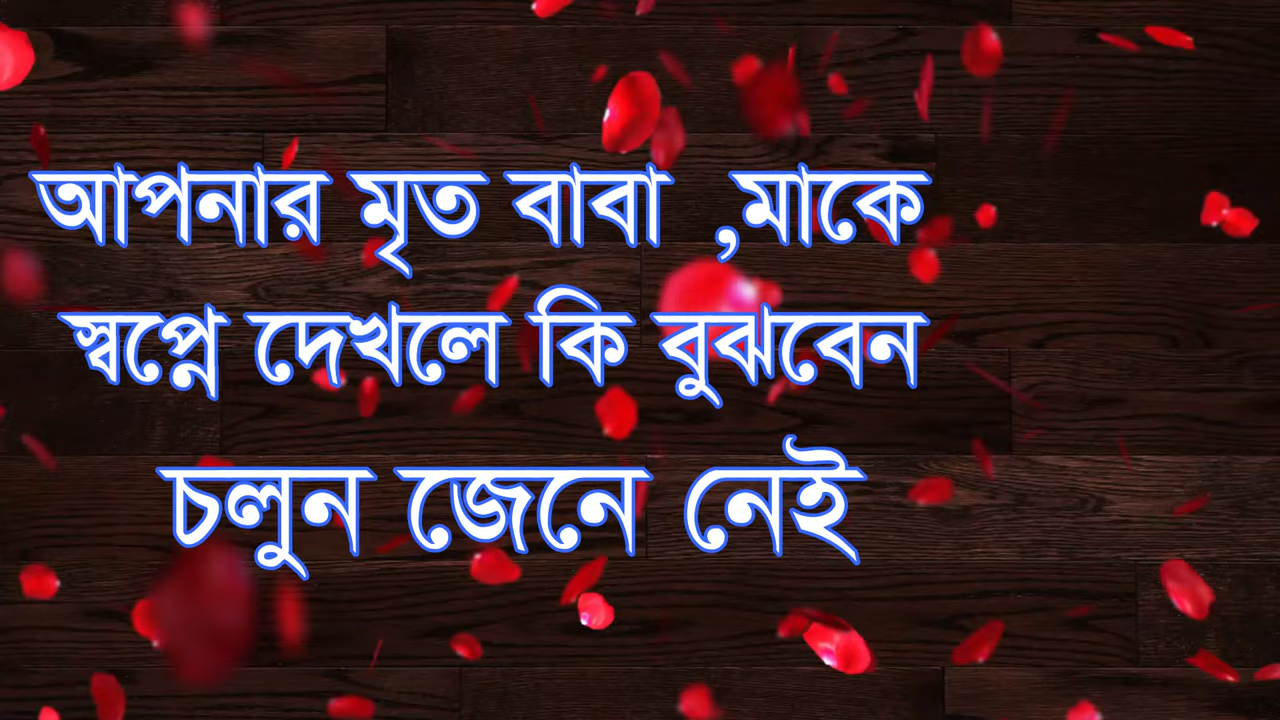 আপনার মৃত বাবা ,মাকে
স্বপ্নে দেখলে কি বুঝবেন
চলুন জেনে নেই